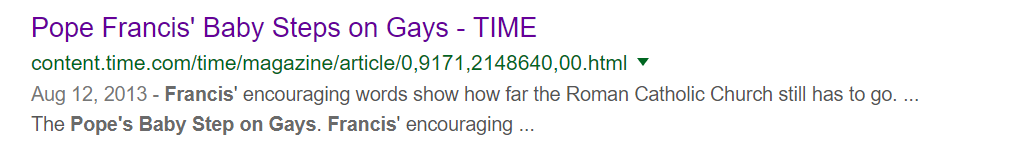 Pope Francis' Baby Steps on Gays - TIME
content.time.com/time/magazine/article/0,9171,2148640,00.html
Aug 12, 2013 - Francis' encouraging words show how far the Roman Catholic Church still has to go. ...
The Pope's Baby Step on Gays. Francis' encouraging ...